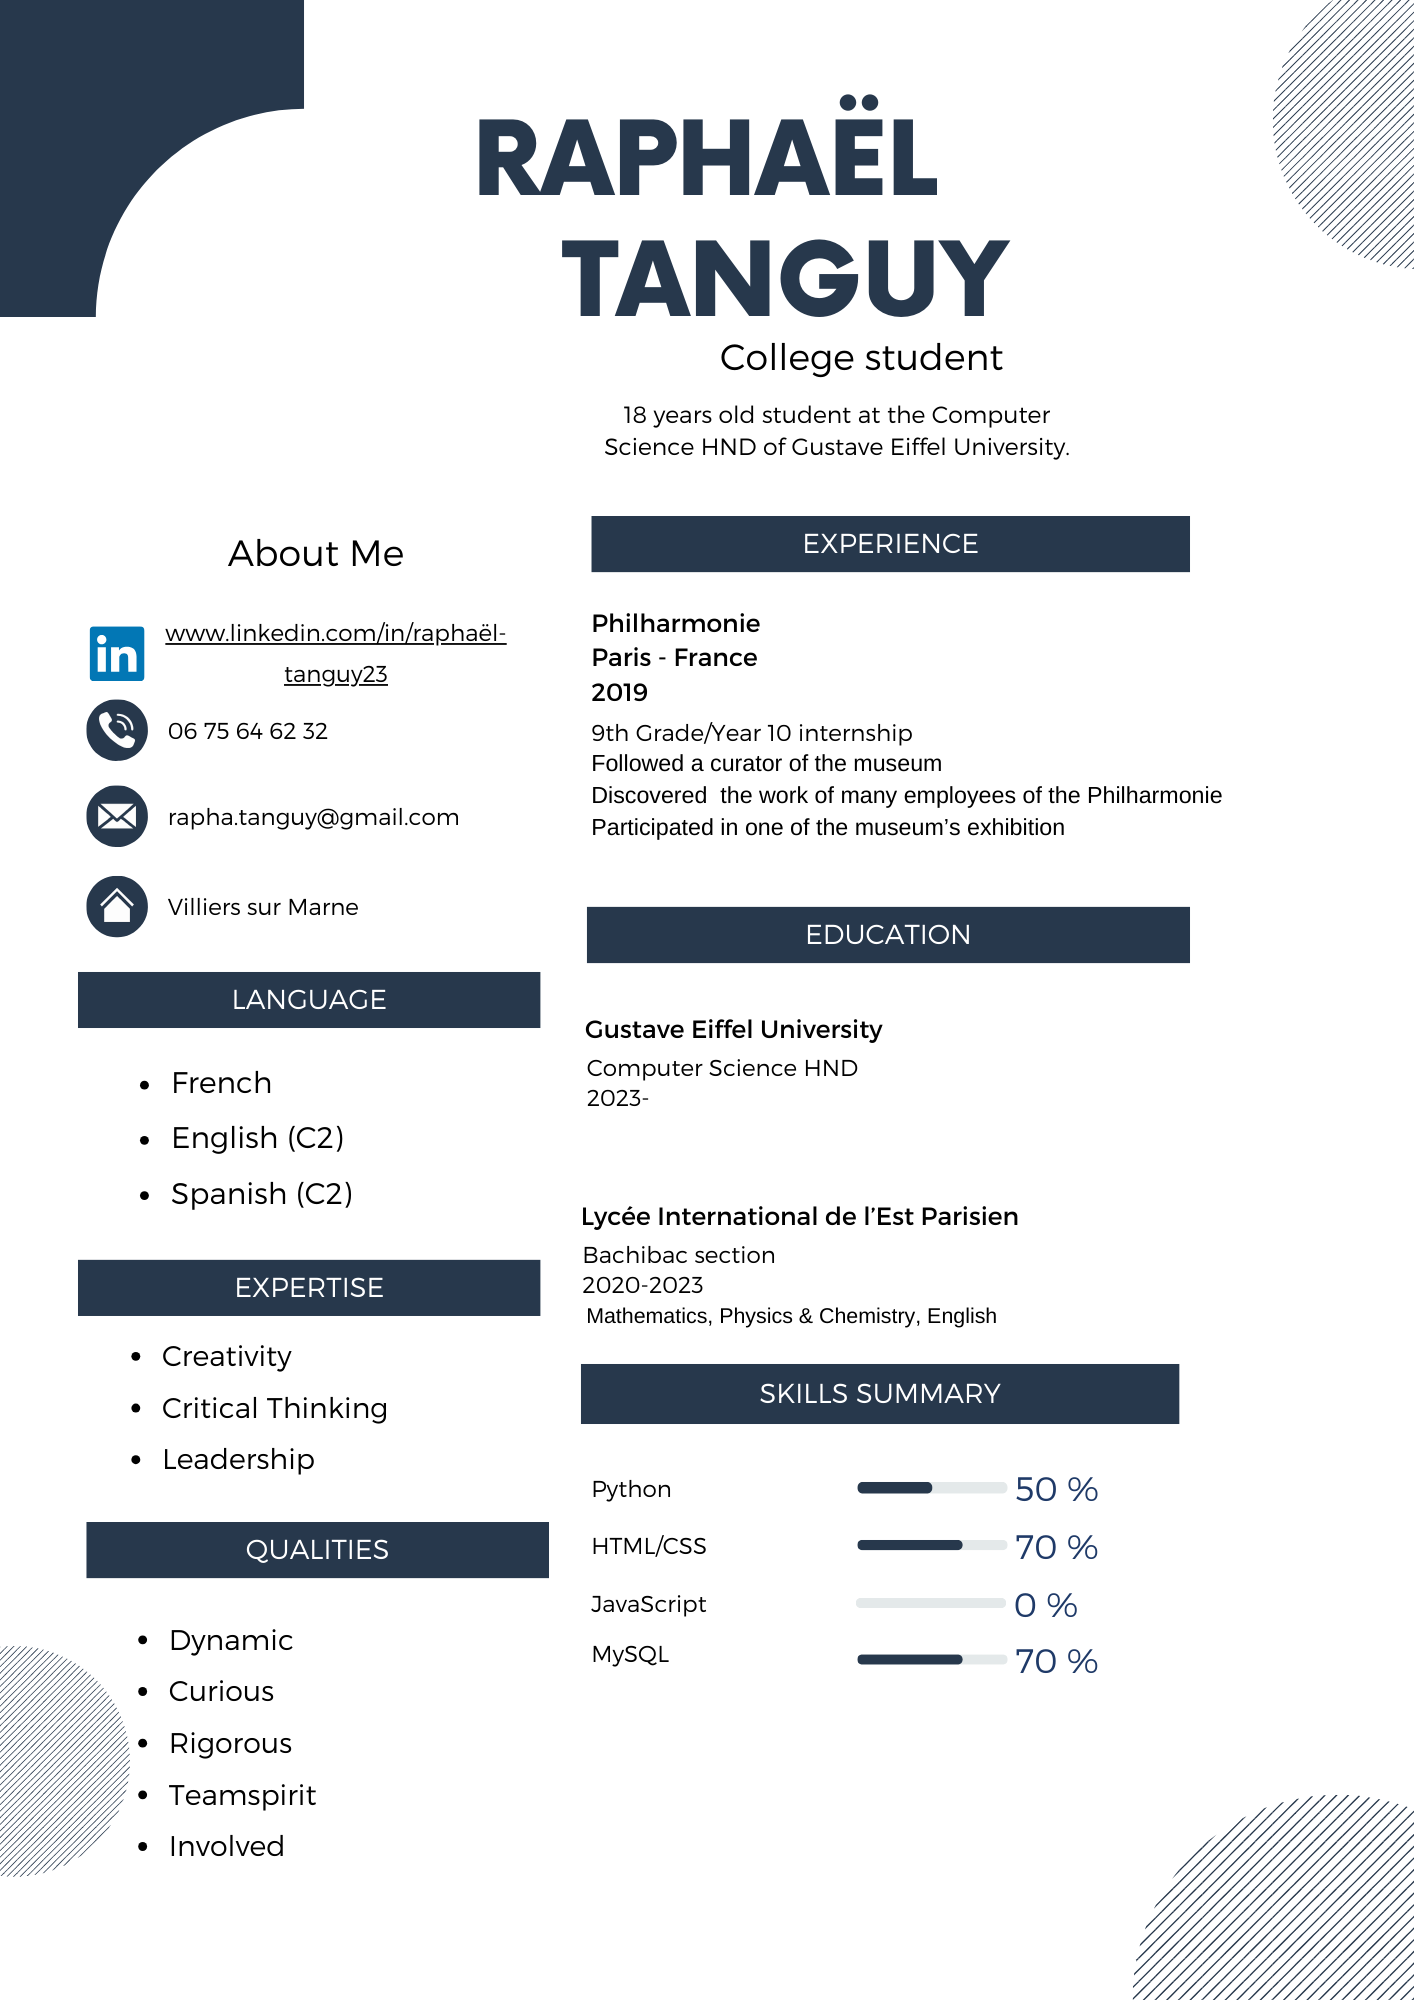 RAPHAËL
TANGUY
College student
18 years old student at the Computer
Science HND of Gustave Eiffel University.
About Me
www.linkedin.com/in/raphaël-
tanguy23
06 75 64 62 32
rapha.tanguy@gmail.com
Villiers sur Marne
LANGUAGE
• French
• English (C2)
• Spanish (C2)
EXPERTISE
• Creativity
• Critical Thinking
• Leadership
QUALITIES
• Dynamic
• Curious
• Rigorous
• Teamspirit
• Involved
EXPERIENCE
Philharmonie
Paris - France
2019
9th Grade/Year 10 internship
Followed a curator of the museum
Discovered  the work of many employees of the Philharmonie
Participated in one of the museum’s exhibition
EDUCATION
Gustave Eiffel University
Computer Science HND
2023-
Lycée International de l’Est Parisien
Bachibac section
2020-2023
Mathematics, Physics & Chemistry, English
SKILLS SUMMARY
Python 50 %
HTML/CSS 70 %
JavaScript 0 %
MySQL 70 %